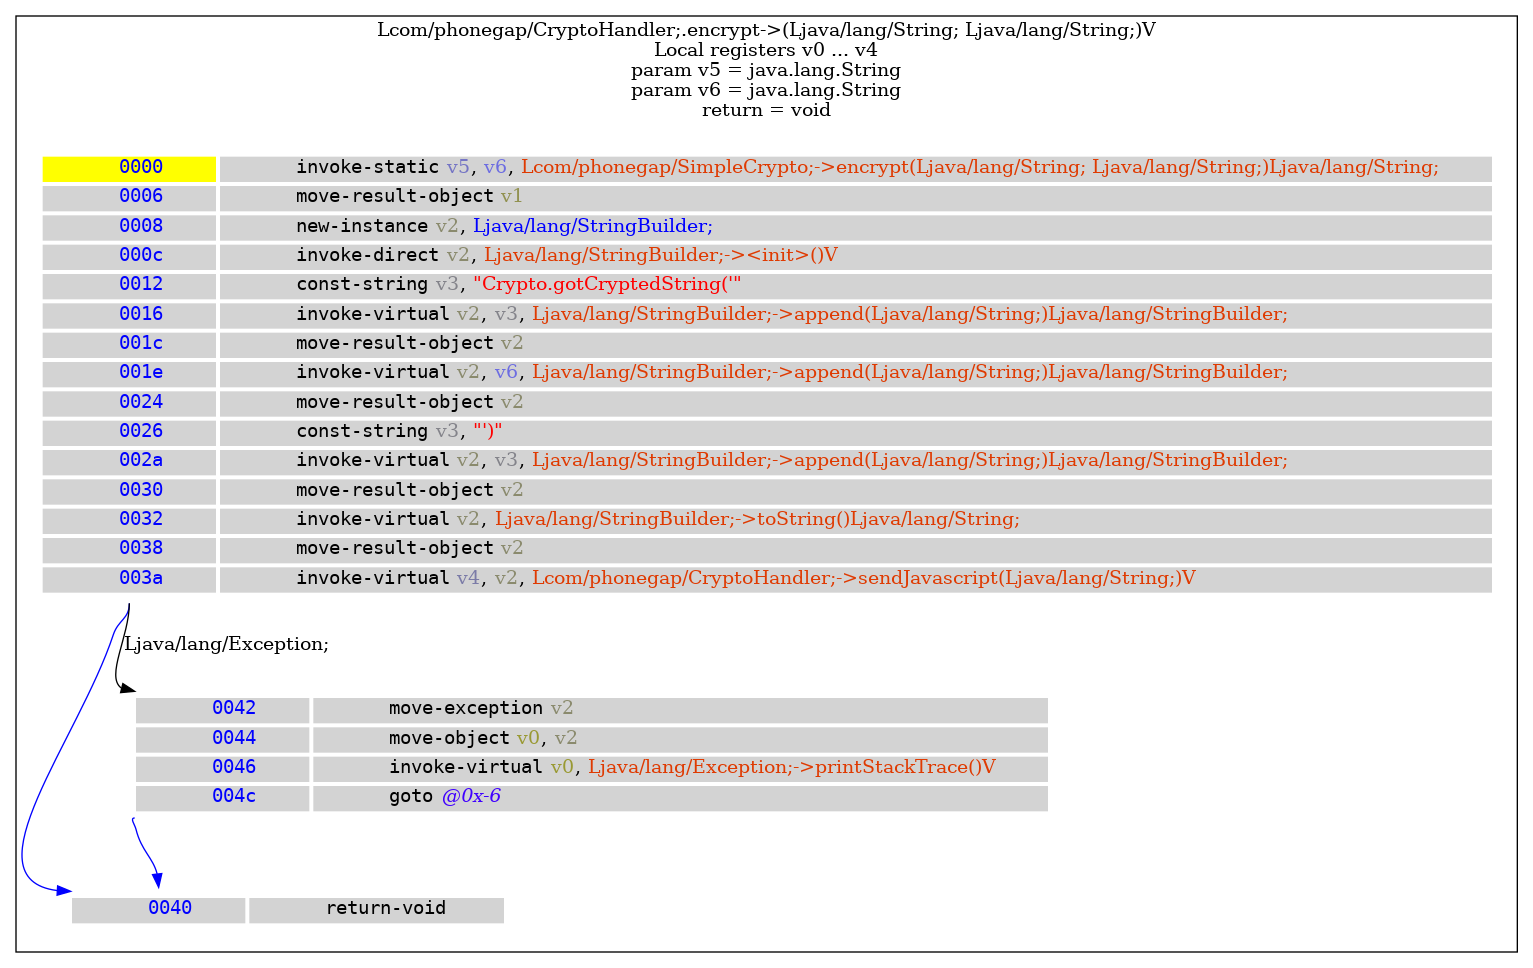 Lcom/phonegap/CryptoHandler;.encrypt->(Ljava/lang/String; Ljava/lang/String;)V
Local registers v0 ... v4
param v5 = java.lang.String
param v6 = java.lang.String
return = void
0000 invoke-static v5, v6, Lcom/phonegap/SimpleCrypto;->encrypt(Ljava/lang/String; Ljava/lang/String;)Ljava/lang/String;
0006 move-result-object v1
0008 new-instance v2, Ljava/lang/StringBuilder;
000c invoke-direct v2, Ljava/lang/StringBuilder;-><init>()V
0012 const-string v3, "Crypto.gotCryptedString('"
0016 invoke-virtual v2, v3, Ljava/lang/StringBuilder;->append(Ljava/lang/String;)Ljava/lang/StringBuilder;
001c move-result-object v2
001e invoke-virtual v2, v6, Ljava/lang/StringBuilder;->append(Ljava/lang/String;)Ljava/lang/StringBuilder;
0024 move-result-object v2
0026 const-string v3, "')"
002a invoke-virtual v2, v3, Ljava/lang/StringBuilder;->append(Ljava/lang/String;)Ljava/lang/StringBuilder;
0030 move-result-object v2
0032 invoke-virtual v2, Ljava/lang/StringBuilder;->toString()Ljava/lang/String;
0038 move-result-object v2
003a invoke-virtual v4, v2, Lcom/phonegap/CryptoHandler;->sendJavascript(Ljava/lang/String;)V
Ljava/lang/Exception;
0042 move-exception v2
0044 move-object v0, v2
0046 invoke-virtual v0, Ljava/lang/Exception;->printStackTrace()V
004c goto @0x-6
0040 return-void